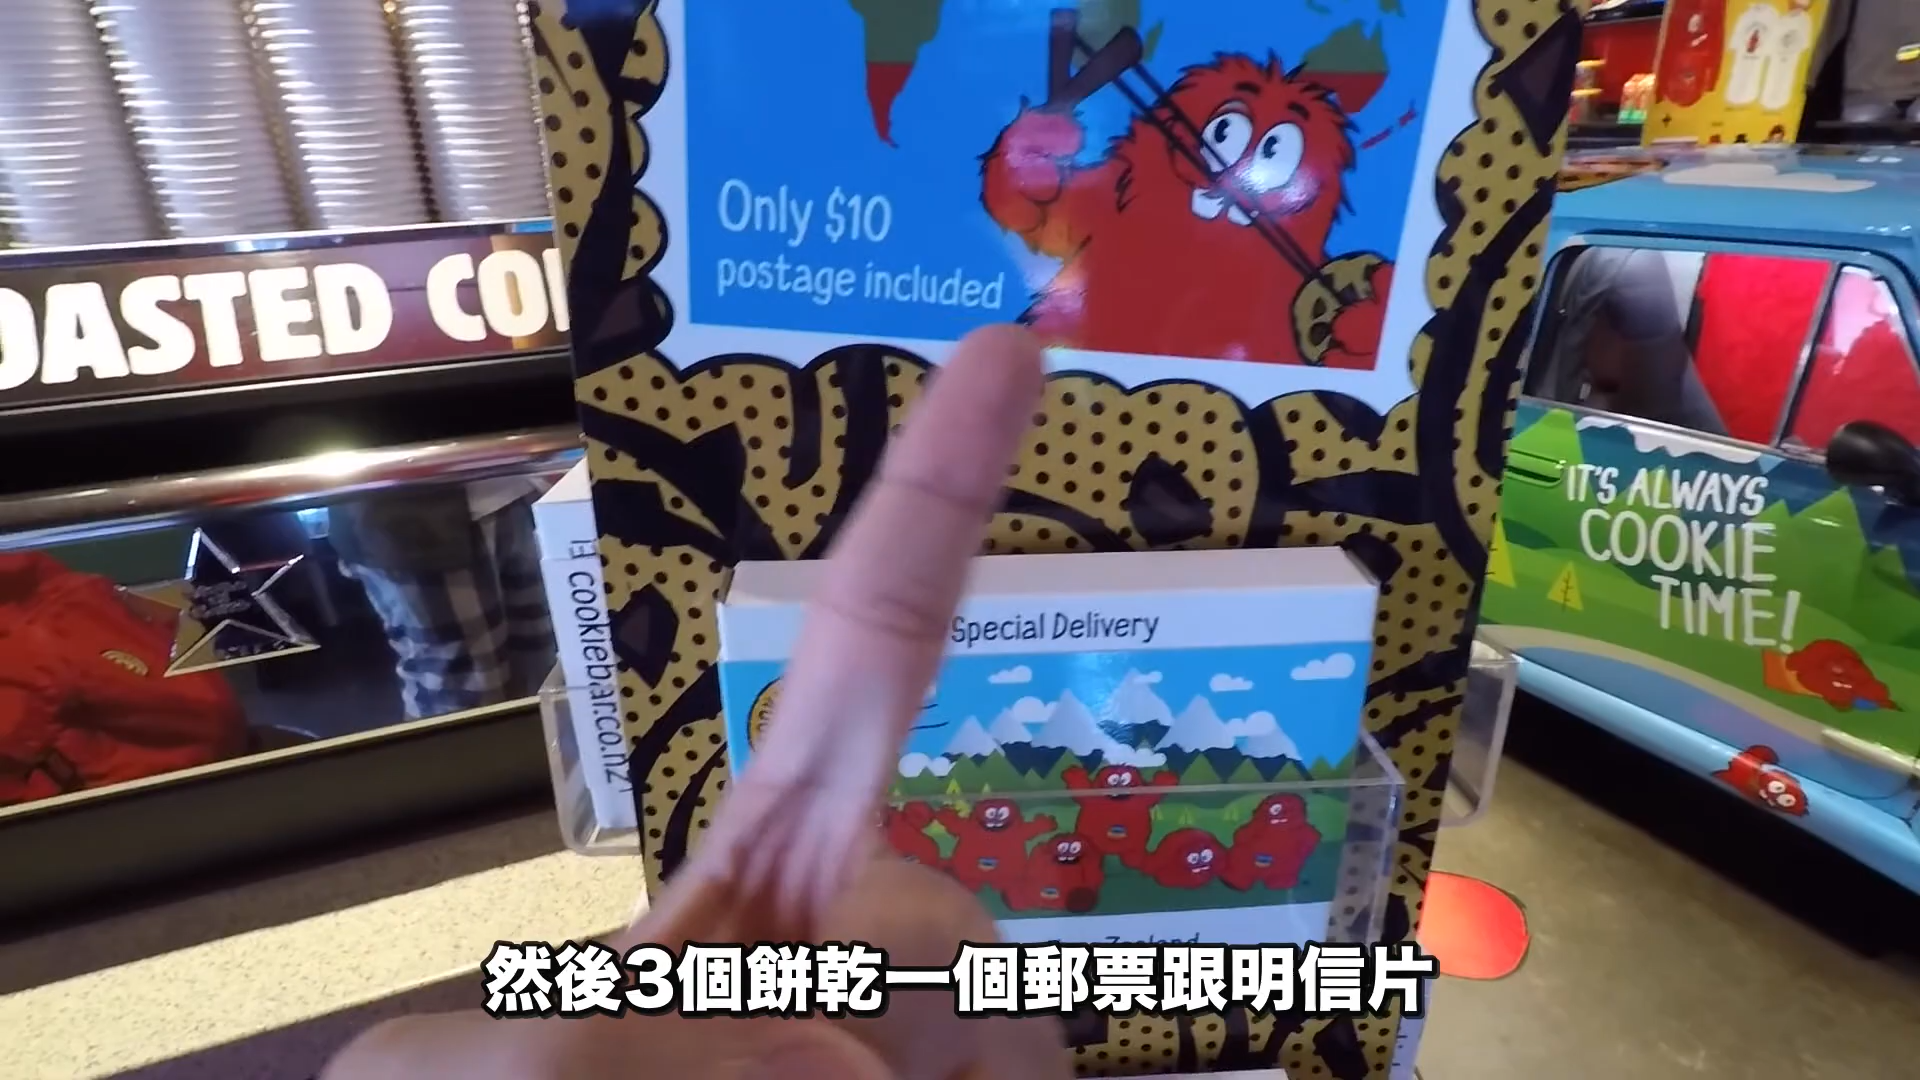 Only $10
postage included
OASTED CO
IT'S ALWAYS
COOKIE
TIME!
cookiebar.co.nz
Special Delivery
Zealand
然後3個餅乾一個郵票跟明信片